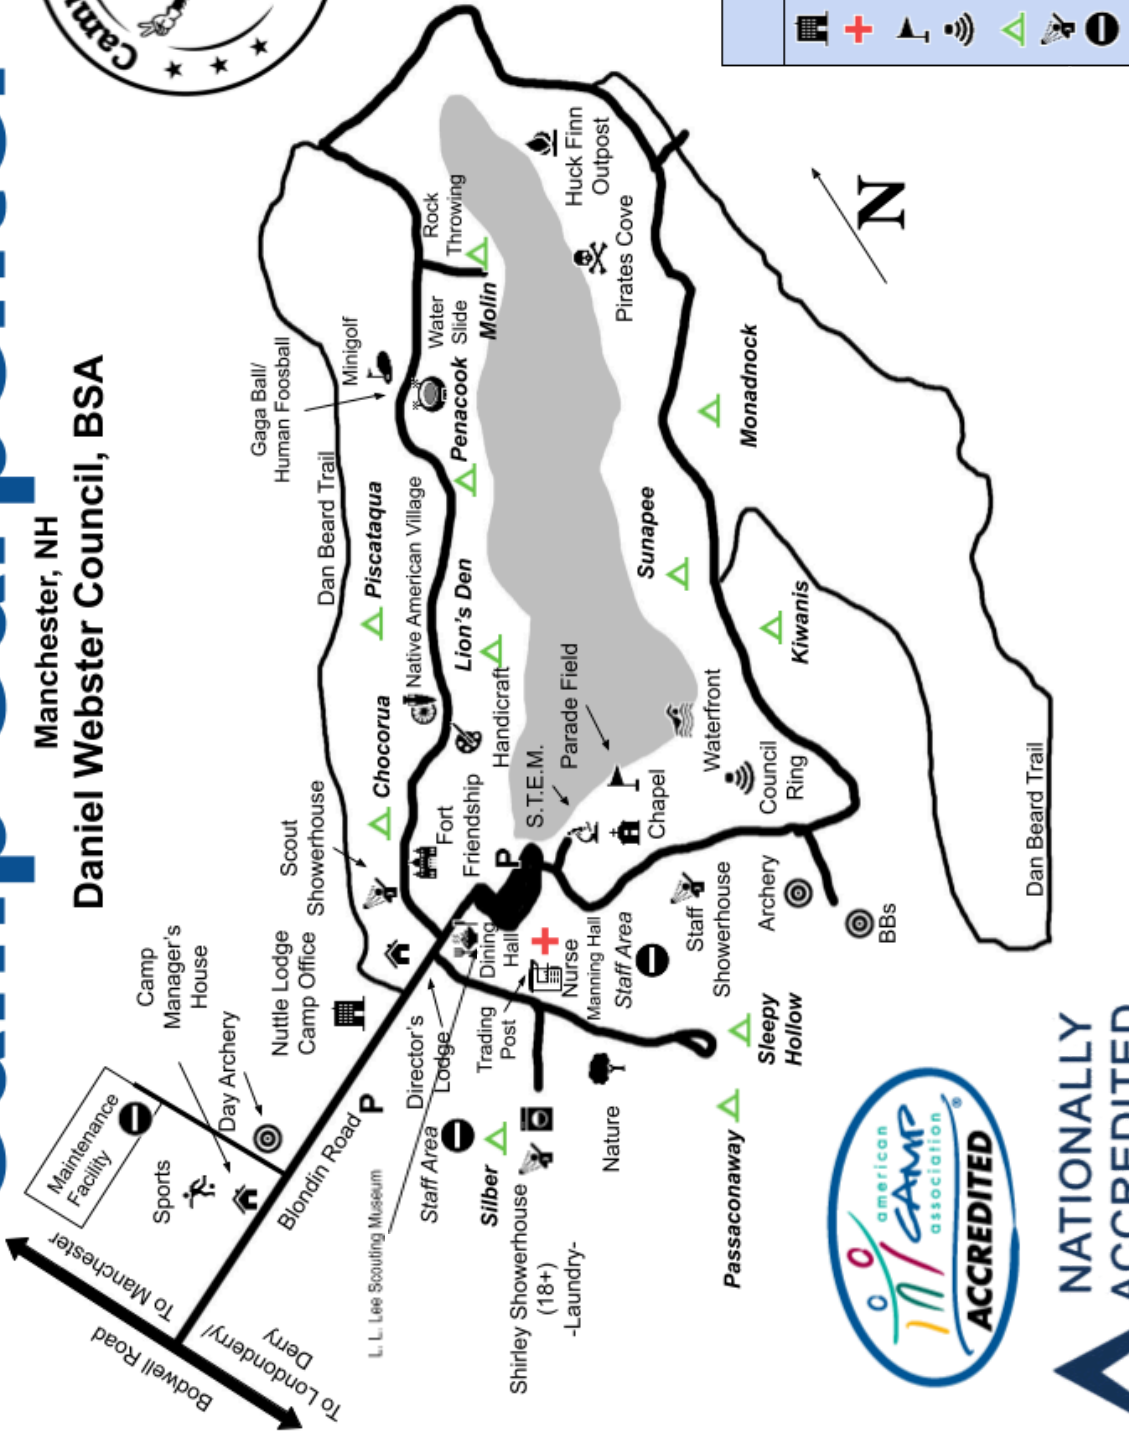 Manchester, NH
Daniel Webster Council, BSA
Camp
Bodwell Road
To Manchester
To Londonderry/
Derry
Blondin Road
Maintenance
Facility
Sports
Camp
Manager's
House
Day Archery
Nuttle Lodge
Camp Office
P
Scout
Showerhouse
Chocorua
Piscataqua
Dan Beard Trail
Gaga Ball/
Human Foosball
Minigolf
Native American Village
Lion's Den
Penacook
Water
Slide
Molin
Rock
Throwing
Handicraft
Fort
Friendship
P
S.T.E.M.
Parade Field
Chapel
Waterfront
Council
Ring
Huck Finn
Outpost
Pirates Cove
Sunapee
Monadnock
Kiwanis
Dan Beard Trail
N
L. L. Lee Scouting Museum
Director's
Lodge
Staff Area
Dining
Hall
Trading
Post
Nurse
Manning Hall
Staff Area
Staff
Showerhouse
Archery
BBs
Silber
Shirley Showerhouse
(18+)
-Laundry-
Nature
Sleepy
Hollow
Passaconaway
american
CAMP
association®
ACCREDITED
NATIONALLY
ACCREDITED